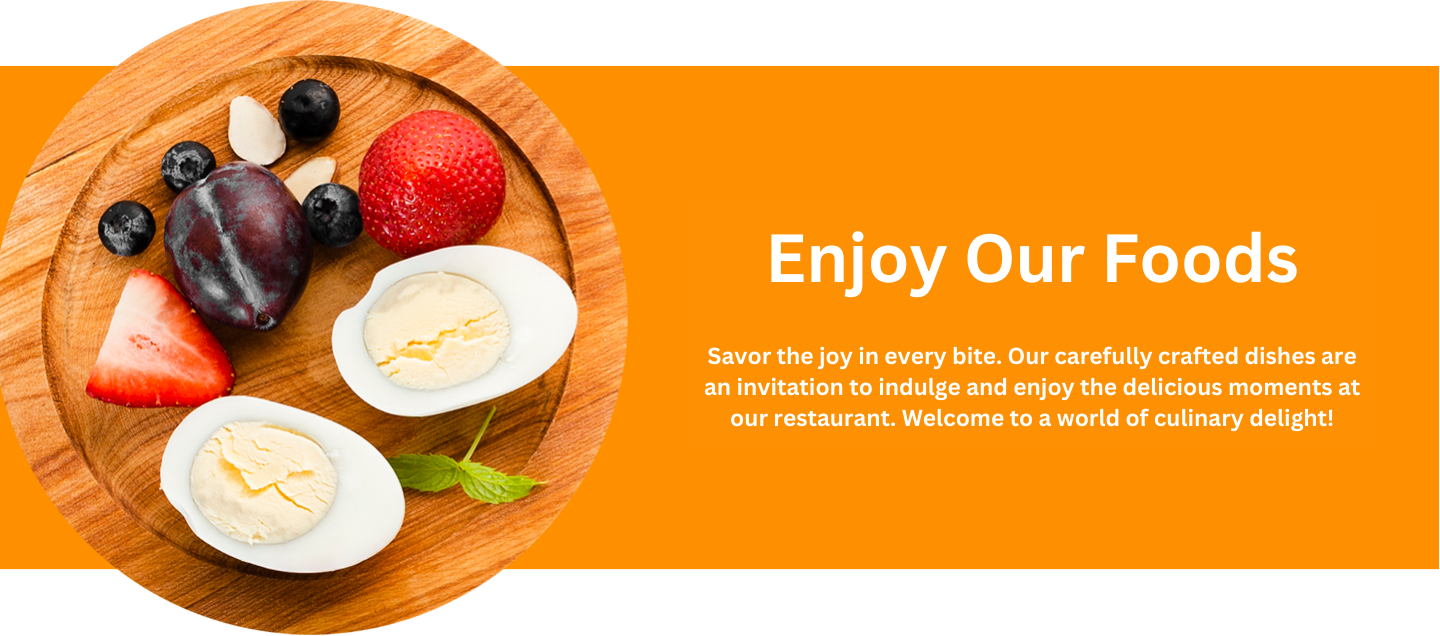 Enjoy Our Foods
Savor the joy in every bite. Our carefully crafted dishes are
an invitation to indulge and enjoy the delicious moments at
our restaurant. Welcome to a world of culinary delight!